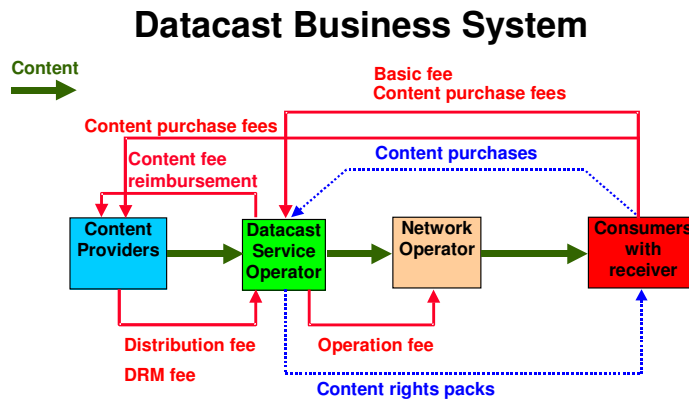 Datacast Business System
Content
Basic fee
Content purchase fees
Content purchase fees
Content purchases
Content fee
reimbursement
Content
Providers
Datacast
Service
Operator
Network
Operator
Consumers
with
receiver
Distribution fee
DRM fee
Operation fee
Content rights packs